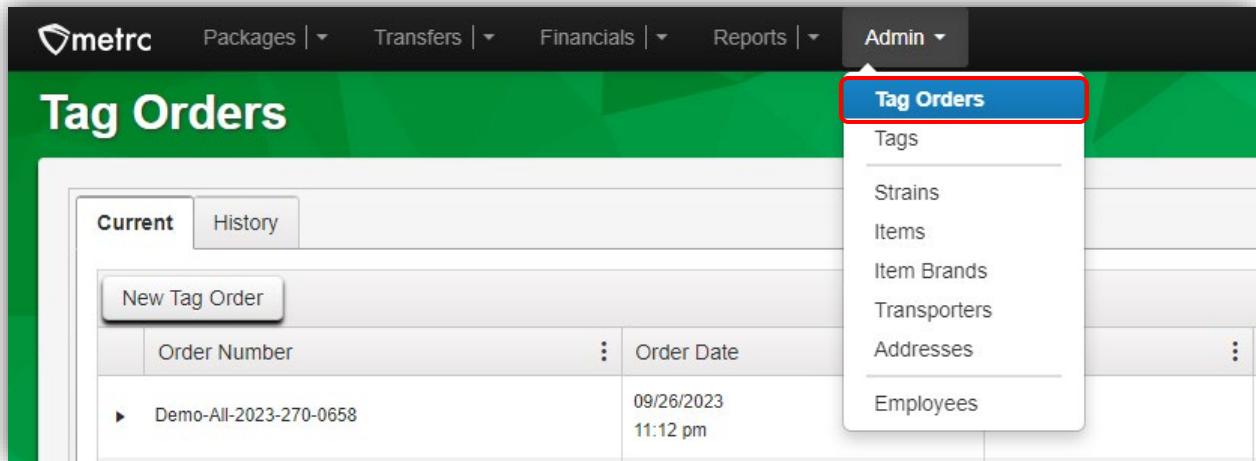 metrc Packages | Transfers | Financials | Reports | Admin
Tag Orders
Tag Orders
Tags
Strains
Items
Item Brands
Transporters
Addresses
Employees
Current History
New Tag Order
Order Number Order Date
Demo-All-2023-270-0658 09/26/2023
11:12 pm